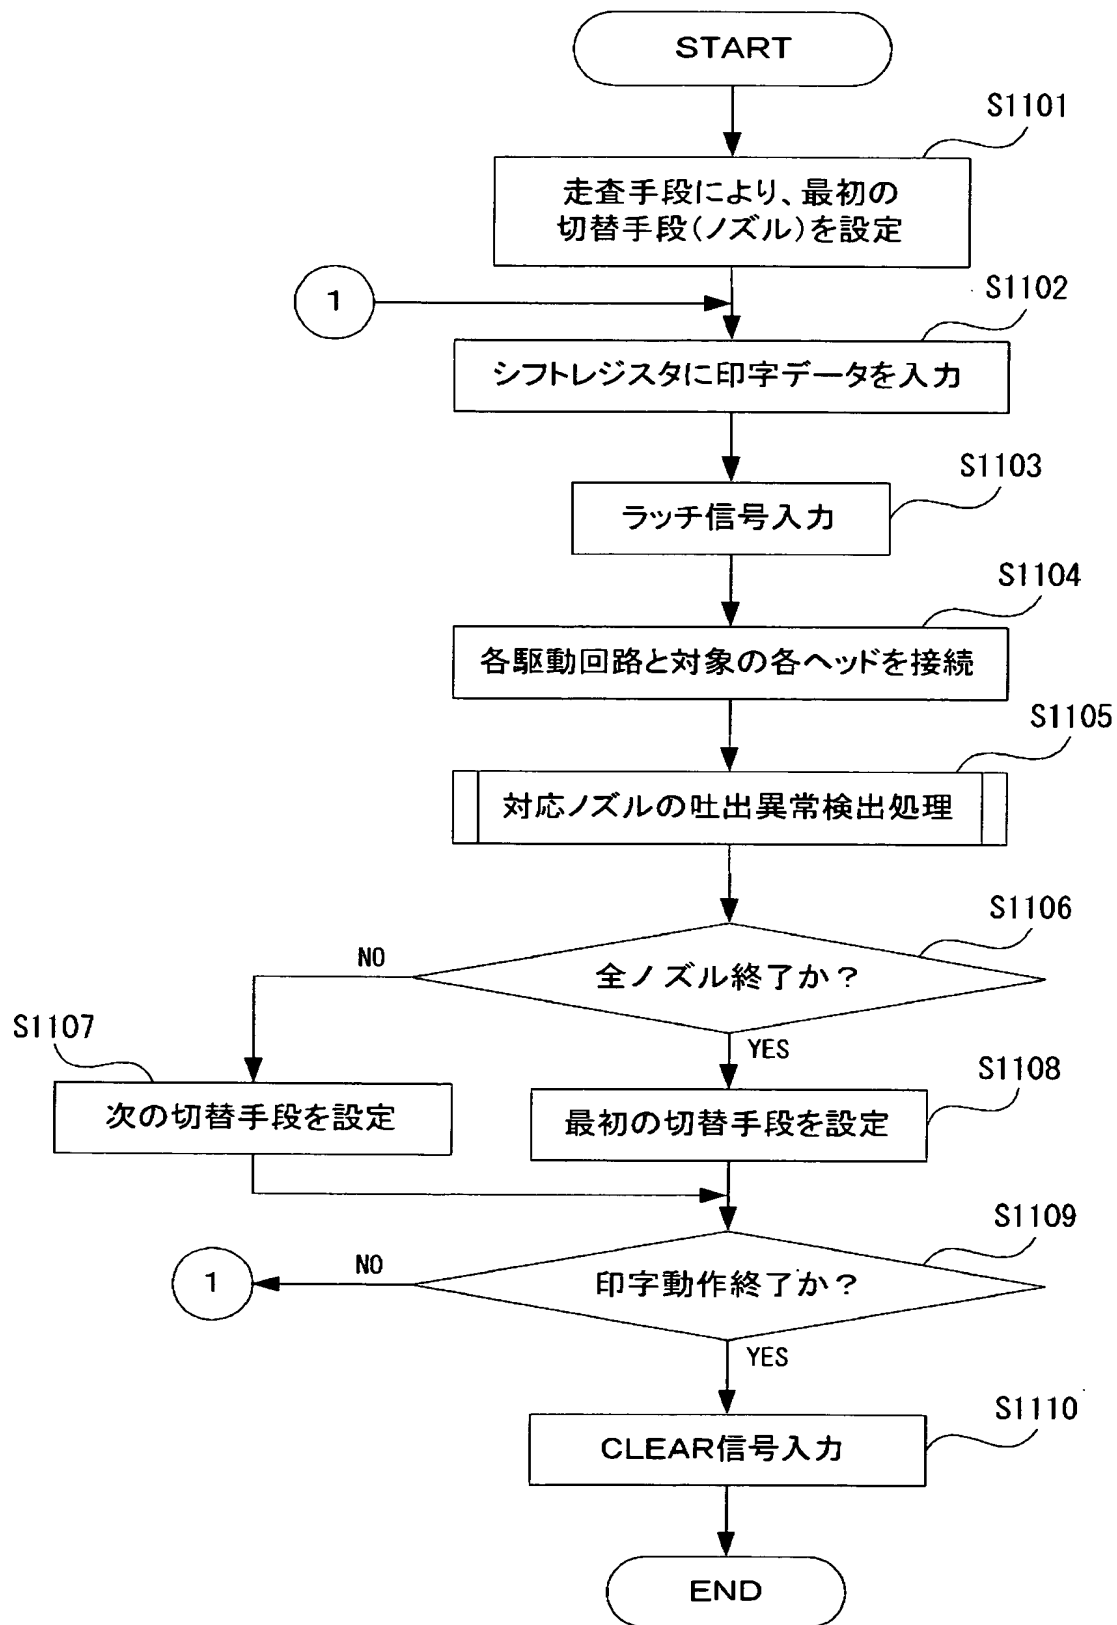 START
S1101
走査手段により、最初の
切替手段(ノズル)を設定
1
S1102
シフトレジスタに印字データを入力
S1103
ラッチ信号入力
S1104
各駆動回路と対象の各ヘッドを接続
S1105
対応ノズルの吐出異常検出処理
S1106
全ノズル終了か?
NO
YES
S1107
次の切替手段を設定
S1108
最初の切替手段を設定
S1109
印字動作終了か?
NO
1
YES
S1110
CLEAR信号入力
END